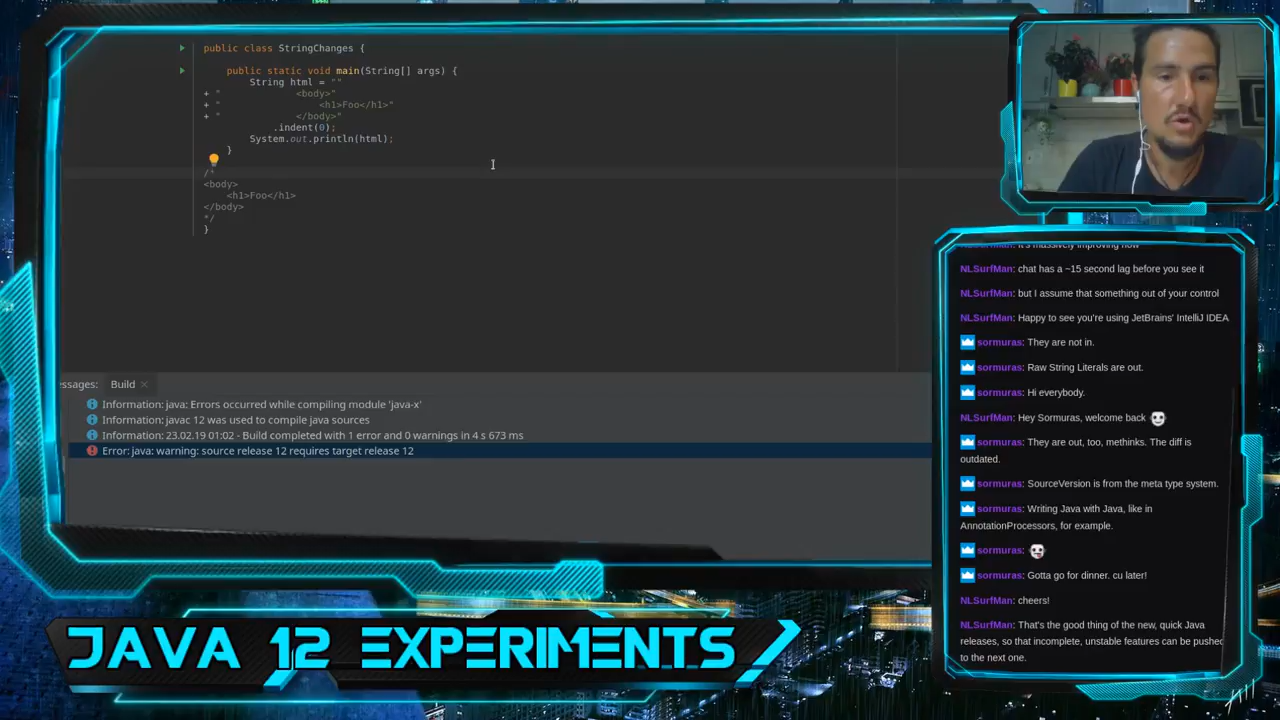 public class StringChanges {
public static void main(String[] args) {
String html = ""
+ " <body>"
+ " <h1>Foo</h1>"
+ " </body>"
.indent(0);
System.out.println(html);
}
/*
<body>
<h1>Foo</h1>
</body>
*/
}
ssages: Build
Information: java: Errors occurred while compiling module 'java-x'
Information: javac 12 was used to compile java sources
Information: 23.02.19 01:02 - Build completed with 1 error and 0 warnings in 4 s 673 ms
Error: java: warning: source release 12 requires target release 12
NLSurfMan: It's massively improving now
NLSurfMan: chat has a ~15 second lag before you see it
NLSurfMan: but I assume that something out of your control
NLSurfMan: Happy to see you're using JetBrains' IntelliJ IDEA
sormuras: They are not in.
sormuras: Raw String Literals are out.
sormuras: Hi everybody.
NLSurfMan: Hey Sormuras, welcome back
sormuras: They are out, too, methinks. The diff is
outdated.
sormuras: SourceVersion is from the meta type system.
sormuras: Writing Java with Java, like in
AnnotationProcessors, for example.
sormuras:
sormuras: Gotta go for dinner. cu later!
NLSurfMan: cheers!
NLSurfMan: That's the good thing of the new, quick Java
releases, so that incomplete, unstable features can be pushed
to the next one.
JAVA 12 EXPERIMENTS